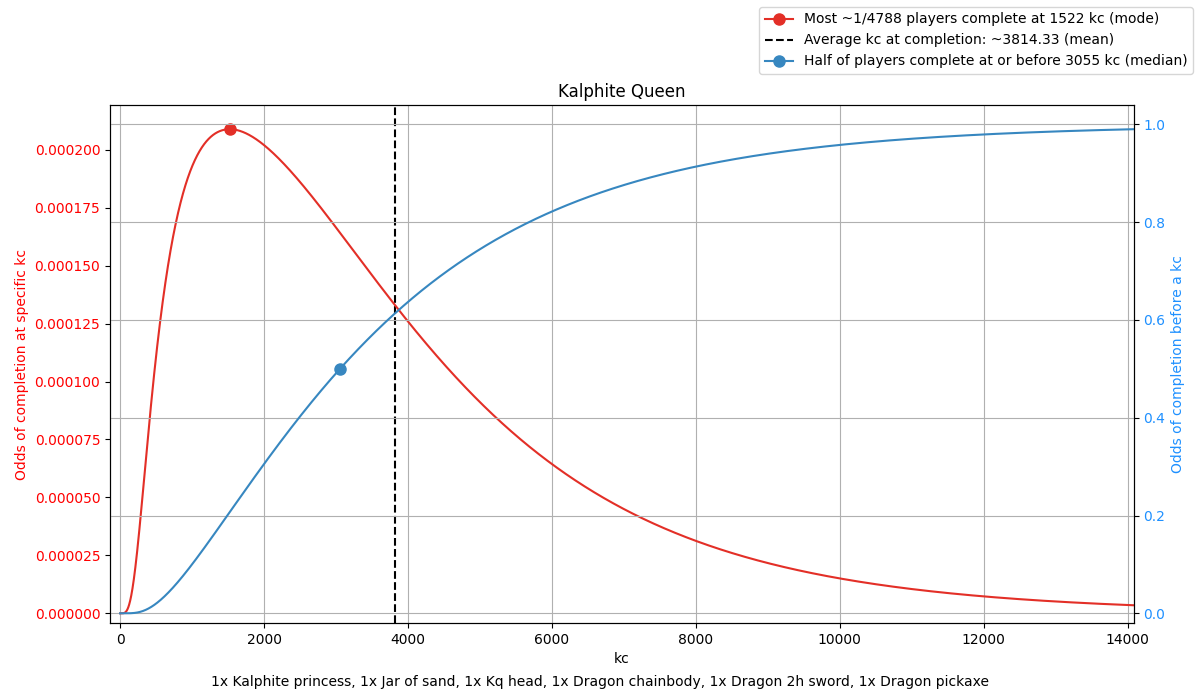 Most ~1/4788 players complete at 1522 kc (mode)
Average kc at completion: ~3814.33 (mean)
Half of players complete at or before 3055 kc (median)
Kalphite Queen
0.000200
0.000175
0.000150
0.000125
0.000100
0.000075
0.000050
0.000025
0.000000
Odds of completion at specific kc
1.0
0.8
0.6
0.4
0.2
0.0
Odds of completion before a kc
0 2000 4000 6000 8000 10000 12000 14000
kc
1x Kalphite princess, 1x Jar of sand, 1x Kq head, 1x Dragon chainbody, 1x Dragon 2h sword, 1x Dragon pickaxe